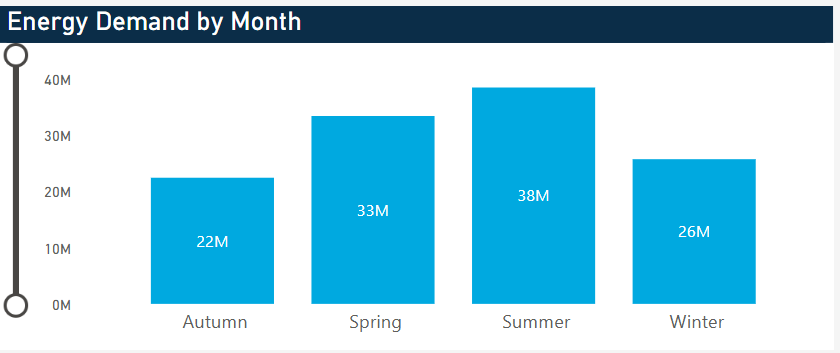 Energy Demand by Month
40M
30M
20M
10M
0M
22M
33M
38M
26M
Autumn Spring Summer Winter